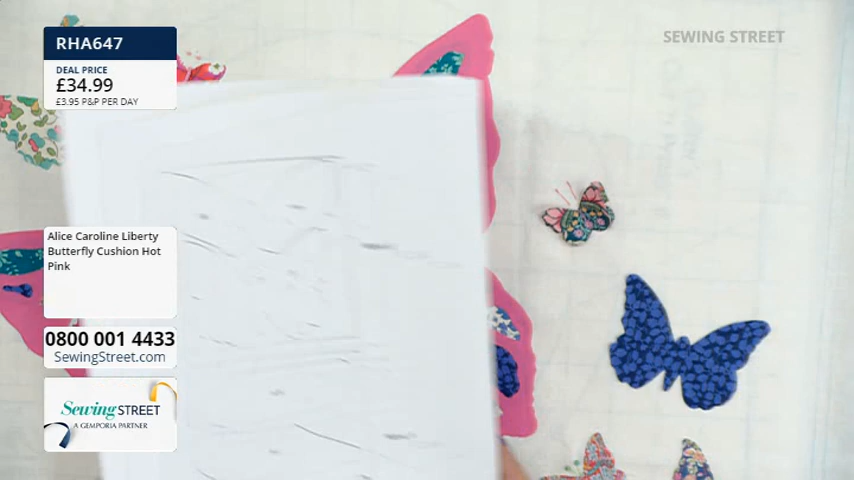 RHA647
SEWING STREET
DEAL PRICE
£34.99
£3.95 P&P PER DAY
Alice Caroline Liberty
Butterfly Cushion Hot
Pink
0800 001 4433
SewingStreet.com
Sewing STREET
A GEMPORIA PARTNER